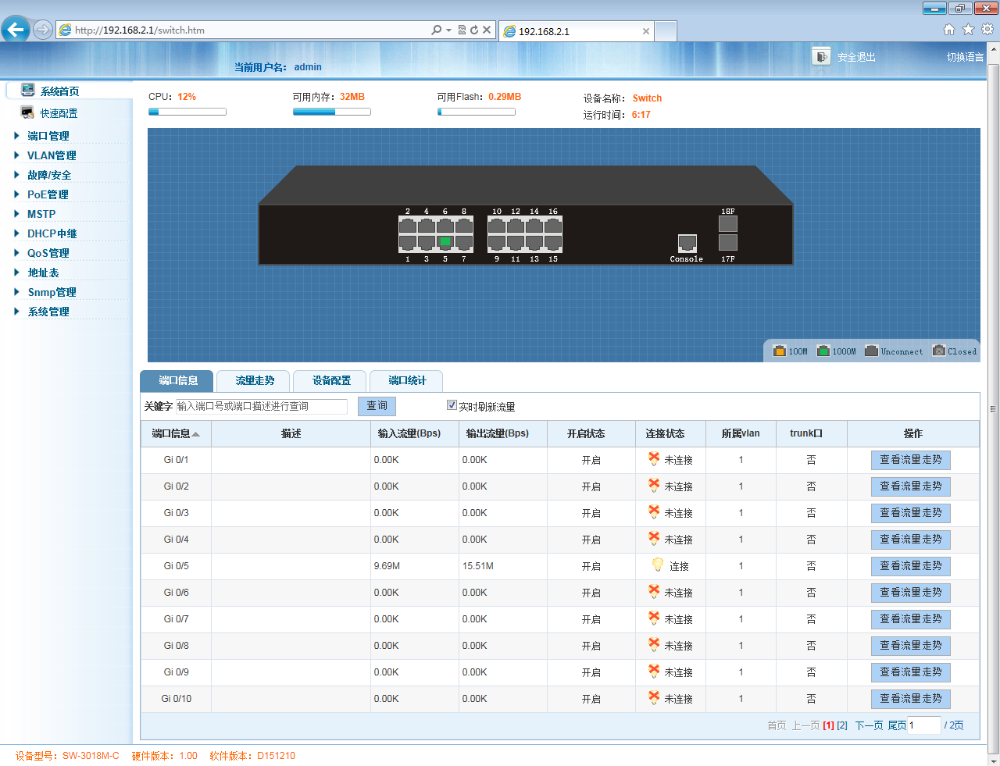 http://192.168.2.1/switch.htm
192.168.2.1
当前用户名： admin
安全退出
切换语言
系统首页
快速配置
端口管理
VLAN管理
故障/安全
PoE管理
MSTP
DHCP中继
QoS管理
地址表
Snmp管理
系统管理
CPU：12%
可用内存：32MB
可用Flash：0.29MB
设备名称： Switch
运行时间： 6:17
2 4 6 8 10 12 14 16 18F
1 3 5 7 9 11 13 15 Console 17F
100M 1000M Unconnect Closed
端口信息 流量走势 设备配置 端口统计
关键字 输入端口号或端口描述进行查询 查询 实时刷新流量
端口信息 描述 输入流量(Bps) 输出流量(Bps) 开启状态 连接状态 所属vlan trunk口 操作
Gi 0/1 0.00K 0.00K 开启 未连接 1 否 查看流量走势
Gi 0/2 0.00K 0.00K 开启 未连接 1 否 查看流量走势
Gi 0/3 0.00K 0.00K 开启 未连接 1 否 查看流量走势
Gi 0/4 0.00K 0.00K 开启 未连接 1 否 查看流量走势
Gi 0/5 9.69M 15.51M 开启 连接 1 否 查看流量走势
Gi 0/6 0.00K 0.00K 开启 未连接 1 否 查看流量走势
Gi 0/7 0.00K 0.00K 开启 未连接 1 否 查看流量走势
Gi 0/8 0.00K 0.00K 开启 未连接 1 否 查看流量走势
Gi 0/9 0.00K 0.00K 开启 未连接 1 否 查看流量走势
Gi 0/10 0.00K 0.00K 开启 未连接 1 否 查看流量走势
首页 上一页 [1] [2] 下一页 尾页 1 / 2页
设备型号：SW-3018M-C 硬件版本：1.00 软件版本：D151210